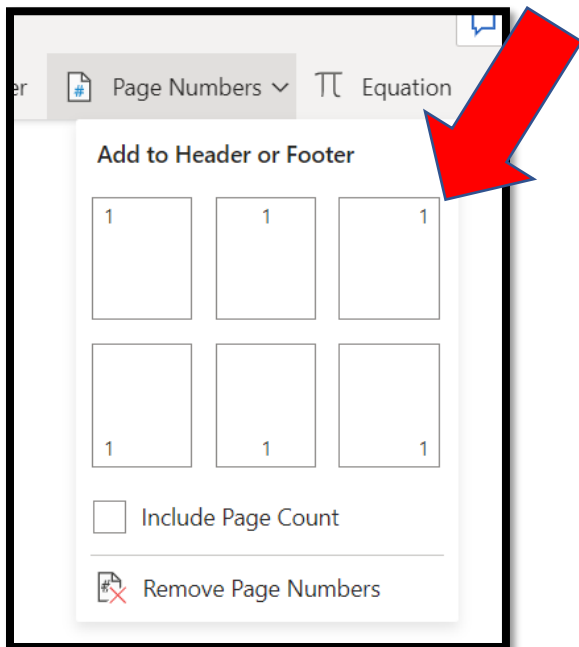 er Page Numbers Equation
Add to Header or Footer
1 1 1
1 1 1
Include Page Count
Remove Page Numbers